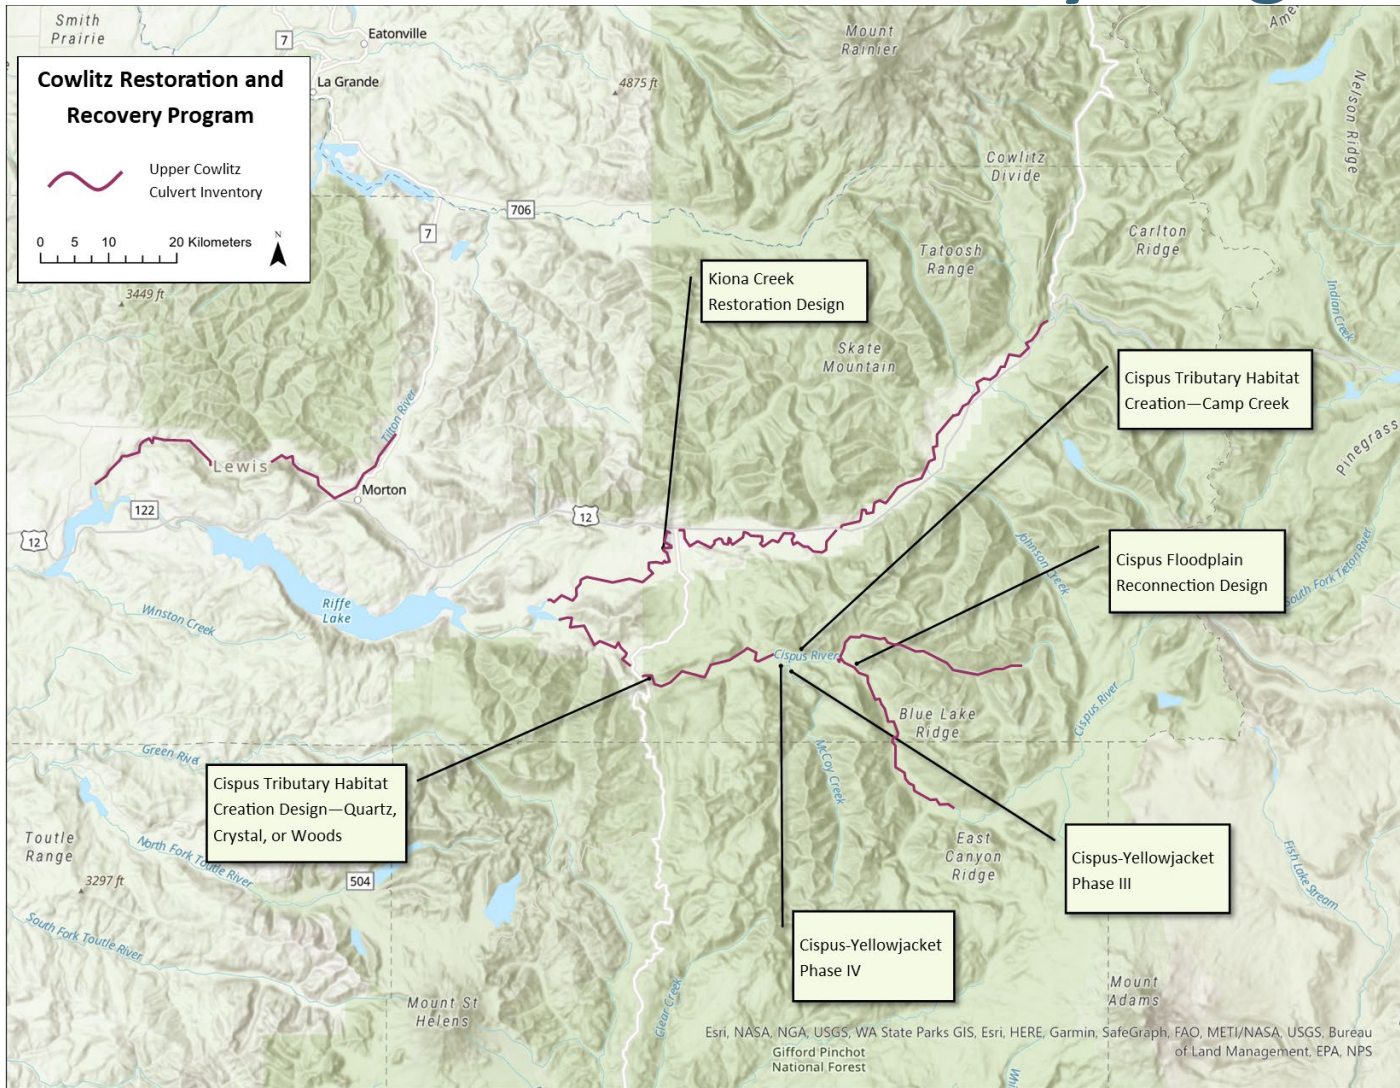 Smith
Prairie
7
Eatonville
La Grande
4875 ft
Mount
Rainier
Nelson Ridge
Cowlitz Restoration and
Recovery Program
Upper Cowlitz
Culvert Inventory
0 5 10 20 Kilometers
N
Cowlitz
Divide
706
7
Carlton
Ridge
Tatoosh
Range
3449 ft
Kiona Creek
Restoration Design
Indian Creek
Skate
Mountain
Cispus Tributary Habitat
Creation—Camp Creek
Tilton River
Pinegrass
Lewis
Morton
122
12
12
Johnson Creek
Cispus Floodplain
Reconnection Design
South Fork Tieton River
Winston Creek
Riffe
Lake
Cispus River
Cispus River
Blue Lake
Ridge
Green River
McCoy Creek
Cispus Tributary Habitat
Creation Design—Quartz,
Crystal, or Woods
Toutle
Range
North Fork Toutle River
3297 ft
504
East
Canyon
Ridge
Cispus-Yellowjacket
Phase III
Fish Lake Stream
South Fork Toutle River
Cispus-Yellowjacket
Phase IV
Mount St
Helens
Clear Creek
Mount
Adams
Esri, NASA, NGA, USGS, WA State Parks GIS, Esri, HERE, Garmin, SafeGraph, FAO, METI/NASA, USGS, Bureau
of Land Management, EPA, NPS
Gifford Pinchot
National Forest